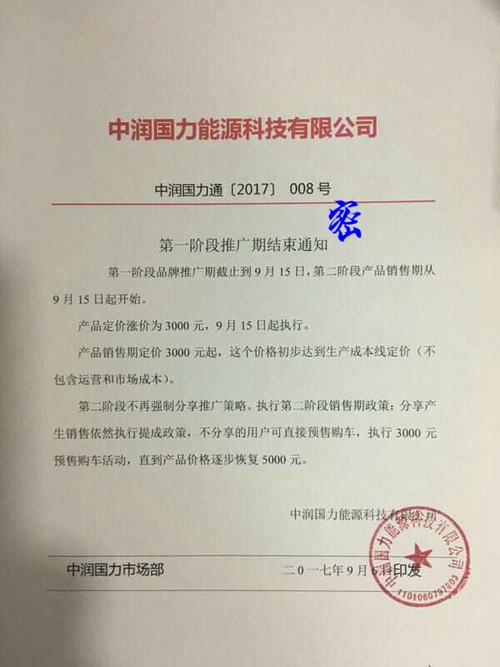 中润国力能源科技有限公司
中润国力通〔2017〕 008 号
密
第一阶段推广期结束通知
第一阶段品牌推广期截止到 9 月 15 日，第二阶段产品销售期从
9 月 15 日起开始。
产品定价涨价为 3000 元，9 月 15 日起执行。
产品销售期定价 3000 元起，这个价格初步达到生产成本线定价（不
包含运营和市场成本）。
第二阶段不再强制分享推广策略。执行第二阶段销售期政策：分享产
生销售依然执行提成政策，不分享的用户可直接预售购车，执行 3000 元
预售购车活动，直到产品价格逐步恢复 5000 元。
中润国力能源科技有限公司
中润国力市场部 二〇一七年 9 月 6 日印发
中润国力能源科技有限公司
1101060797803